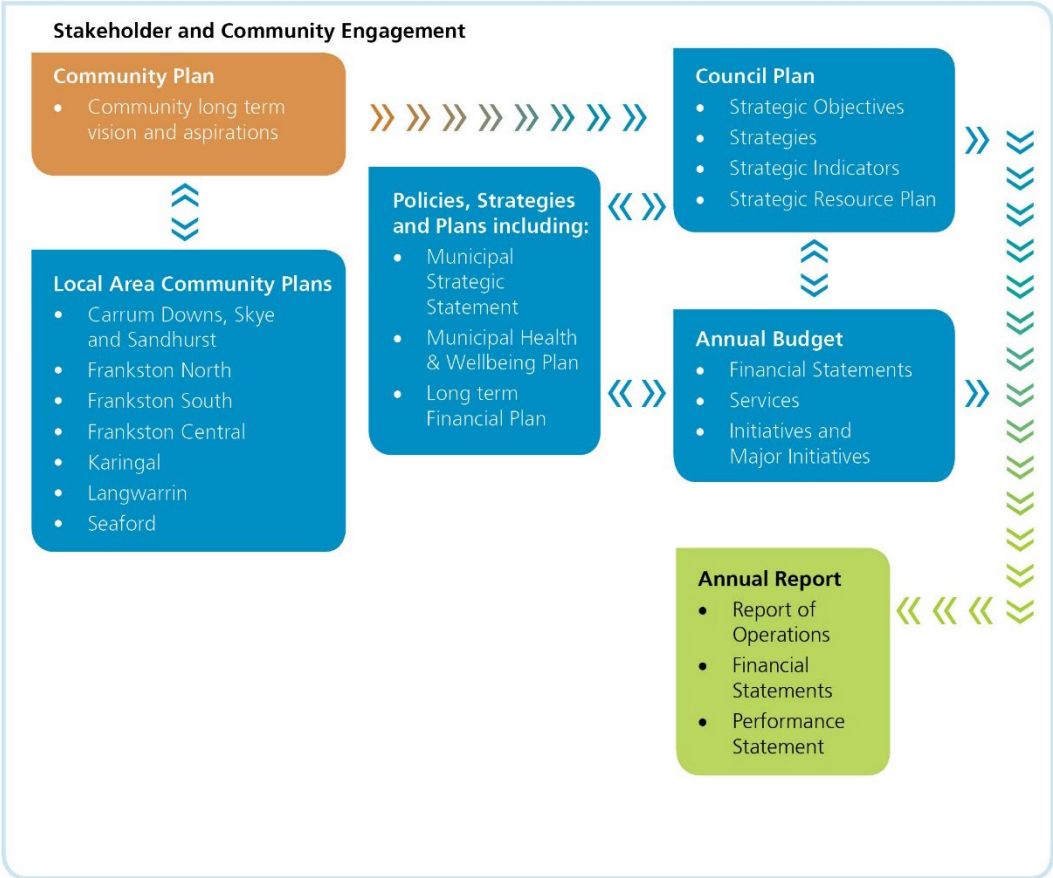 Stakeholder and Community Engagement
Community Plan
• Community long term
vision and aspirations
Local Area Community Plans
• Carrum Downs, Skye
and Sandhurst
• Frankston North
• Frankston South
• Frankston Central
• Karingal
• Langwarrin
• Seaford
Policies, Strategies
and Plans including:
• Municipal
Strategic
Statement
• Municipal Health
& Wellbeing Plan
• Long term
Financial Plan
Council Plan
• Strategic Objectives
• Strategies
• Strategic Indicators
• Strategic Resource Plan
Annual Budget
• Financial Statements
• Services
• Initiatives and
Major Initiatives
Annual Report
• Report of
Operations
• Financial
Statements
• Performance
Statement